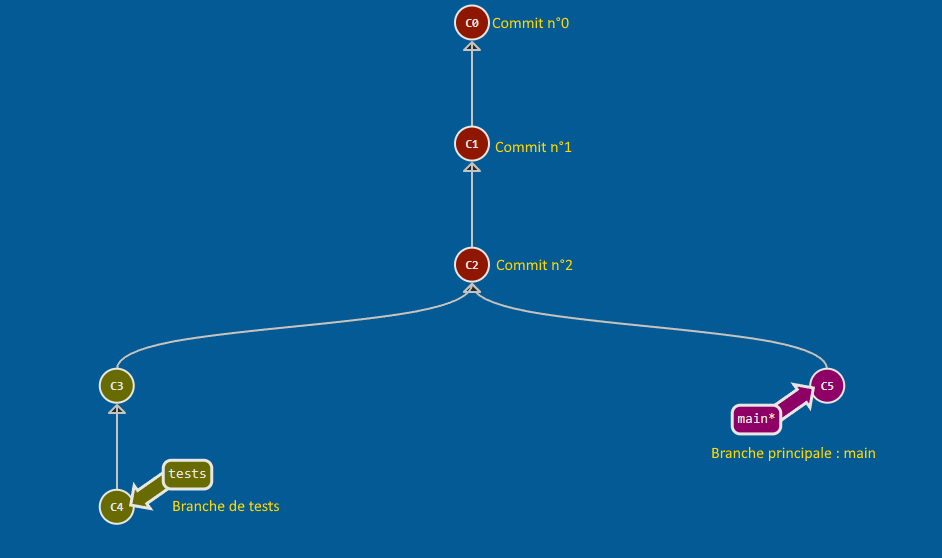 C0 Commit n°0
C1 Commit n°1
C2 Commit n°2
C3
C5
main*
Branche principale : main
tests
C4
Branche de tests